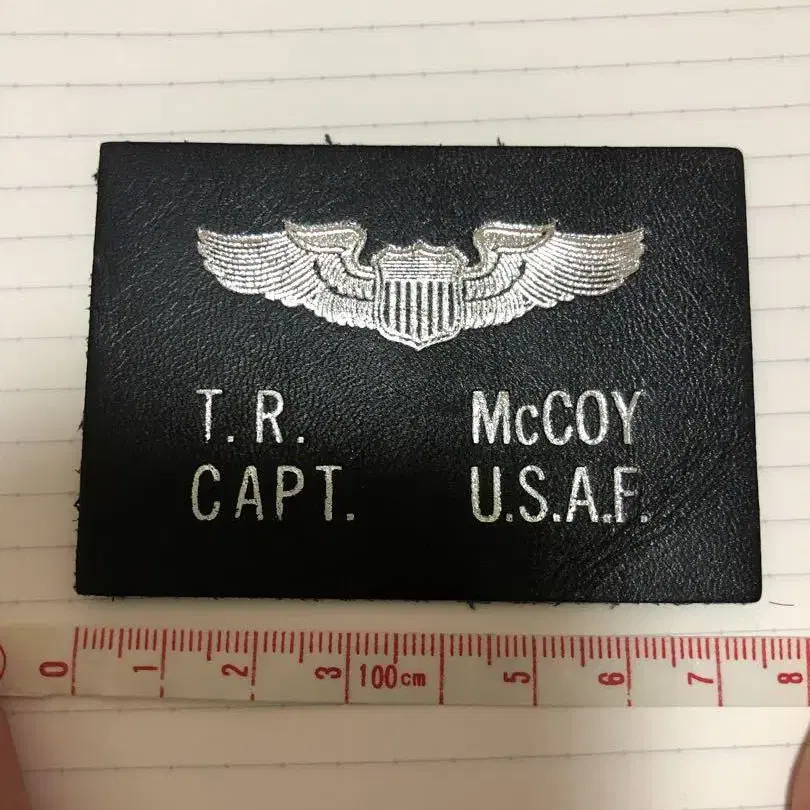 T. R. McCOY
CAPT. U.S.A.F.
0 1 2 3 100cm 5 6 7 8